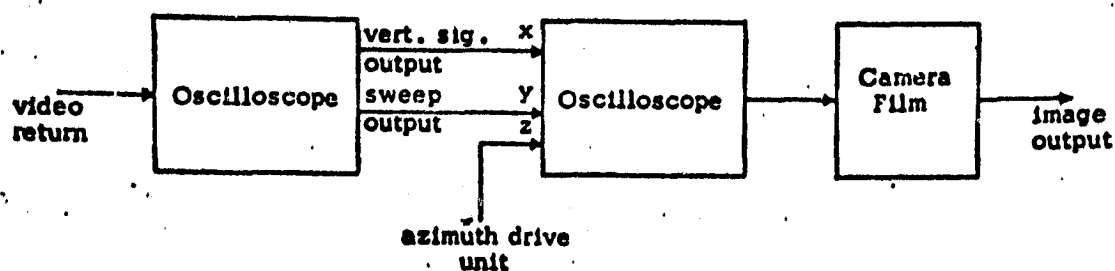 video
return
Oscilloscope
vert. sig.
output
sweep
output
x
y
z
azimuth drive
unit
Oscilloscope
Camera
Film
image
output